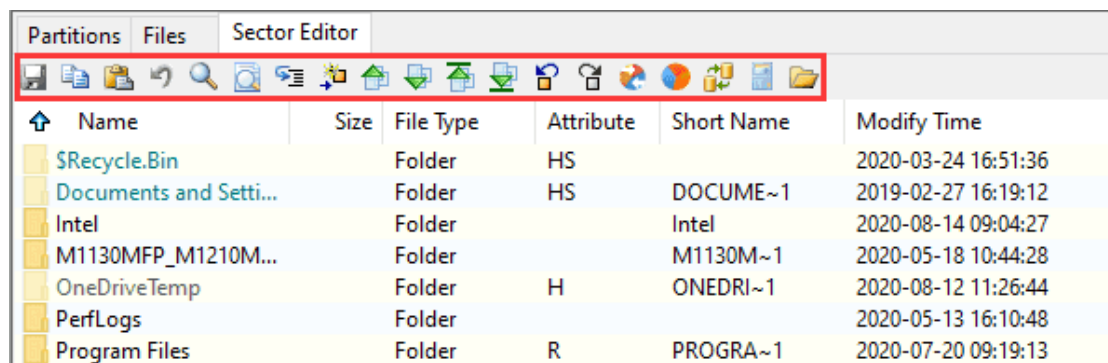 Partitions Files Sector Editor
Name Size File Type Attribute Short Name Modify Time
$Recycle.Bin Folder HS 2020-03-24 16:51:36
Documents and Setti... Folder HS DOCUME~1 2019-02-27 16:19:12
Intel Folder Intel 2020-08-14 09:04:27
M1130MFP_M1210M... Folder M1130M~1 2020-05-18 10:44:28
OneDriveTemp Folder H ONEDRI~1 2020-08-12 11:26:44
PerfLogs Folder 2020-05-13 16:10:48
Program Files Folder R PROGRA~1 2020-07-20 09:19:13